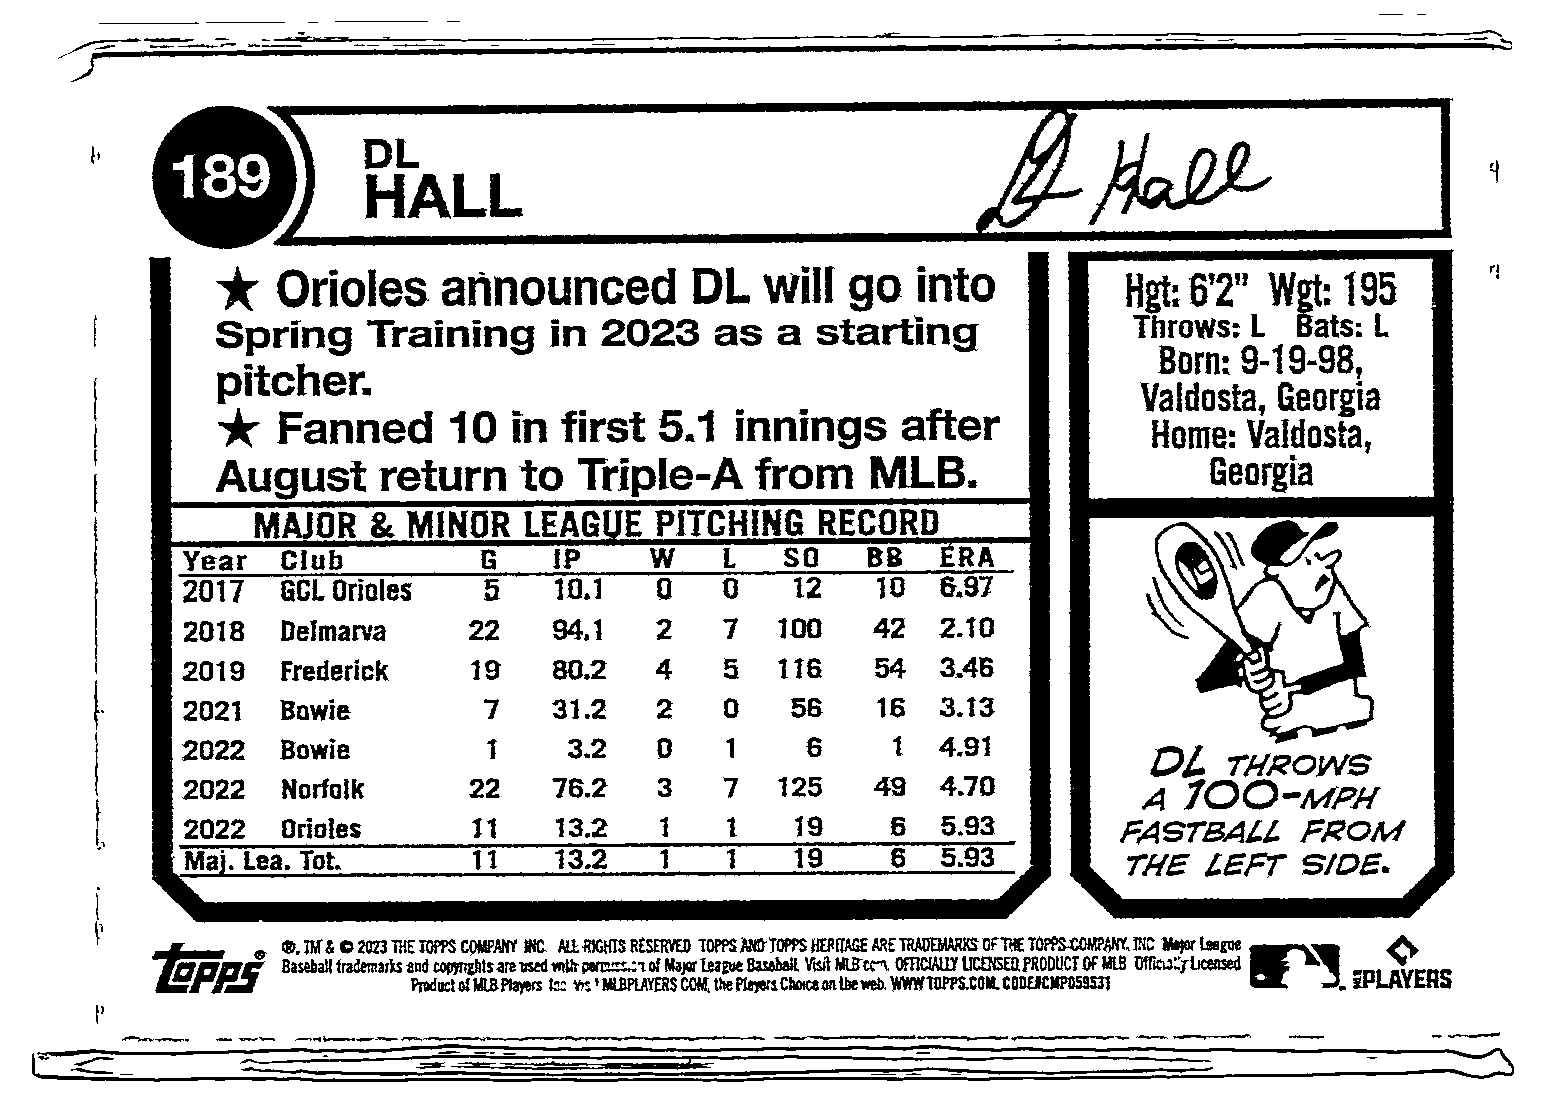 189
DL
HALL
DL Hall
★ Orioles announced DL will go into
Spring Training in 2023 as a starting
pitcher.
★ Fanned 10 in first 5.1 innings after
August return to Triple-A from MLB.
MAJOR & MINOR LEAGUE PITCHING RECORD
Year Club G IP W L SO BB ERA
2017 GCL Orioles 5 10.1 0 0 12 10 6.97
2018 Delmarva 22 94.1 2 7 100 42 2.10
2019 Frederick 19 80.2 4 5 116 54 3.46
2021 Bowie 7 31.2 2 0 56 16 3.13
2022 Bowie 1 3.2 0 1 6 1 4.91
2022 Norfolk 22 76.2 3 7 125 49 4.70
2022 Orioles 11 13.2 1 1 19 6 5.93
Maj. Lea. Tot. 11 13.2 1 1 19 6 5.93
Hgt: 6'2" Wgt: 195
Throws: L Bats: L
Born: 9-19-98,
Valdosta, Georgia
Home: Valdosta,
Georgia
DL THROWS
A 100-MPH
FASTBALL FROM
THE LEFT SIDE.
topps®
®, TM & © 2023 THE TOPPS COMPANY INC. ALL RIGHTS RESERVED TOPPS AND TOPPS HERITAGE ARE TRADEMARKS OF THE TOPPS COMPANY, INC. Major League
Baseball trademarks and copyrights are used with permission of Major League Baseball. Visit MLB.com. OFFICIALLY LICENSED PRODUCT OF MLB Officially Licensed
Product of MLB Players MLBPLAYERS.COM, the Players Choice on the web. WWW.TOPPS.COM. CODE#CMP059531
MLB PLAYERS